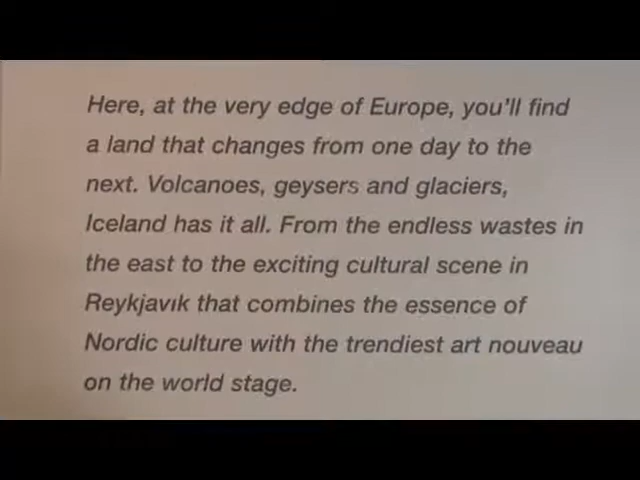 Here, at the very edge of Europe, you'll find
a land that changes from one day to the
next. Volcanoes, geysers and glaciers,
Iceland has it all. From the endless wastes in
the east to the exciting cultural scene in
Reykjavík that combines the essence of
Nordic culture with the trendiest art nouveau
on the world stage.